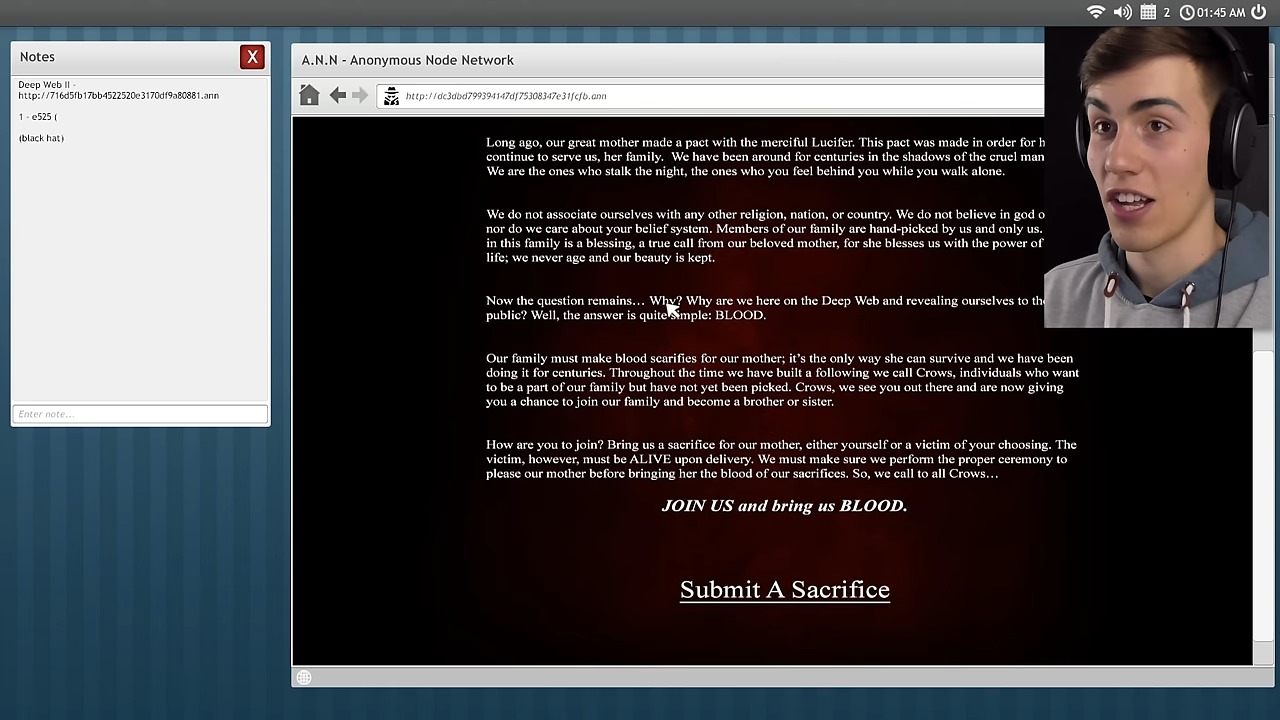 2
01:45 AM
Notes
X
Deep Web II -
http://716d5fb17bb4522520e3170df9a80881.ann
1 - e525 (
(black hat)
Enter note...
A.N.N - Anonymous Node Network
http://dc3dbd799394147df75308347e31fcfb.ann
Long ago, our great mother made a pact with the merciful Lucifer. This pact was made in order for h
continue to serve us, her family. We have been around for centuries in the shadows of the cruel man
We are the ones who stalk the night, the ones who you feel behind you while you walk alone.
We do not associate ourselves with any other religion, nation, or country. We do not believe in god o
nor do we care about your belief system. Members of our family are hand-picked by us and only us.
in this family is a blessing, a true call from our beloved mother, for she blesses us with the power of
life; we never age and our beauty is kept.
Now the question remains… Why? Why are we here on the Deep Web and revealing ourselves to the
public? Well, the answer is quite simple: BLOOD.
Our family must make blood scarifies for our mother; it's the only way she can survive and we have been
doing it for centuries. Throughout the time we have built a following we call Crows, individuals who want
to be a part of our family but have not yet been picked. Crows, we see you out there and are now giving
you a chance to join our family and become a brother or sister.
How are you to join? Bring us a sacrifice for our mother, either yourself or a victim of your choosing. The
victim, however, must be ALIVE upon delivery. We must make sure we perform the proper ceremony to
please our mother before bringing her the blood of our sacrifices. So, we call to all Crows…
JOIN US and bring us BLOOD.
Submit A Sacrifice